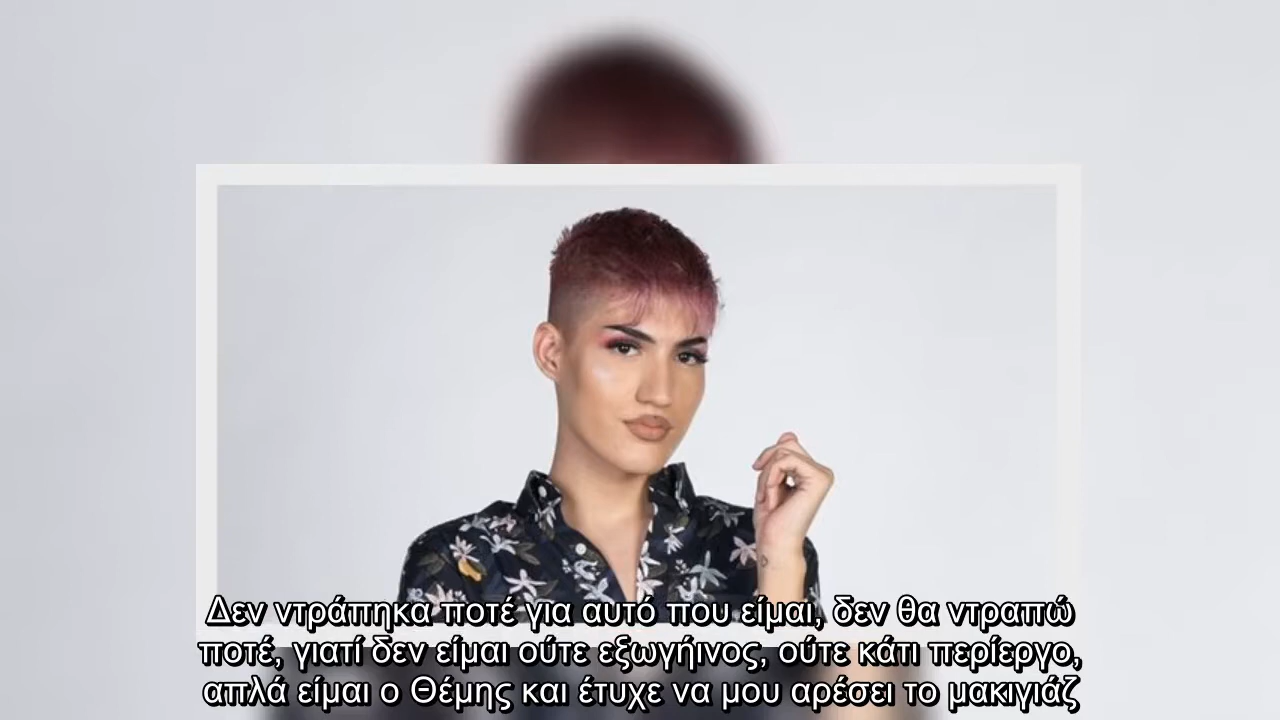 Δεν ντράπηκα ποτέ για αυτό που είμαι, δεν θα ντραπώ
ποτέ, γιατί δεν είμαι ούτε εξωγήινος, ούτε κάτι περίεργο,
απλά είμαι ο Θέμης και έτυχε να μου αρέσει το μακιγιάζ